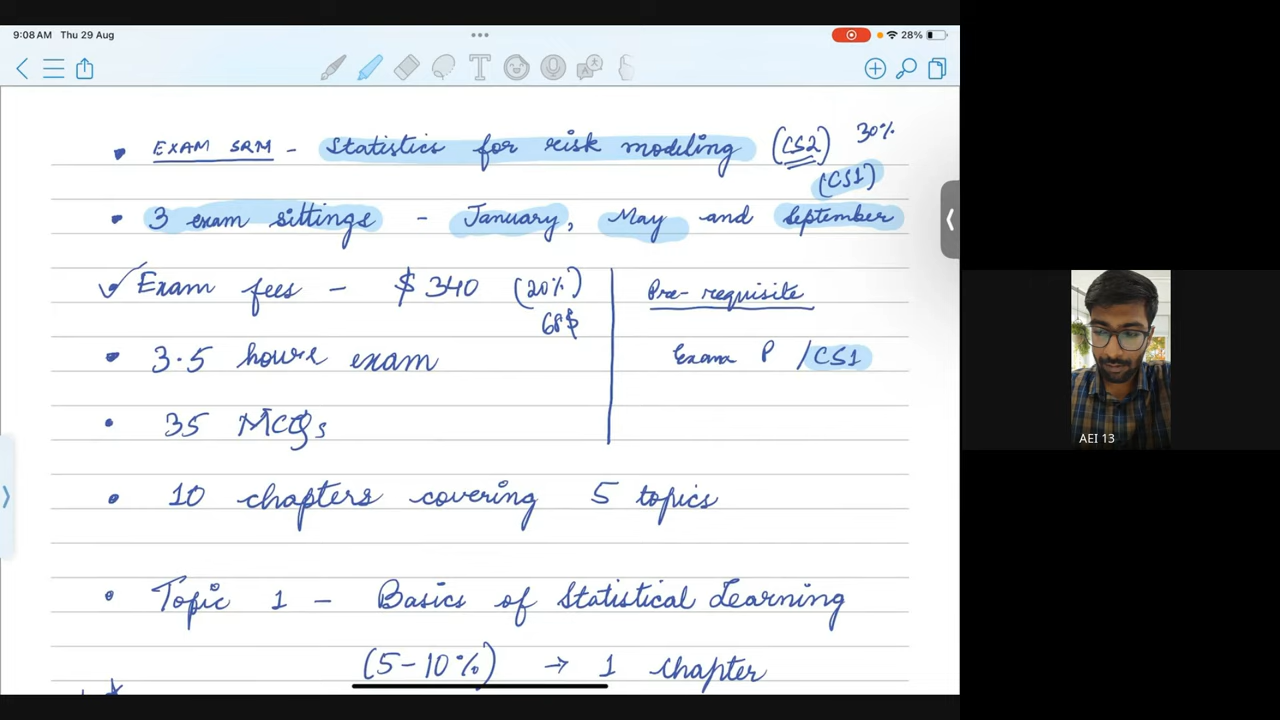 9:08 AM Thu 29 Aug
28%
EXAM SRM - Statistics for risk modeling (CS2) 30%
(CS1)
3 exam sittings - January, May and September
Exam fees - $ 340 (20%)
68$
Pre-requisite
3.5 hours exam
Exam P / CS1
35 MCQs
10 chapters covering 5 topics
Topic 1 - Basics of Statistical Learning
(5-10%) → 1 chapter
AEI 13